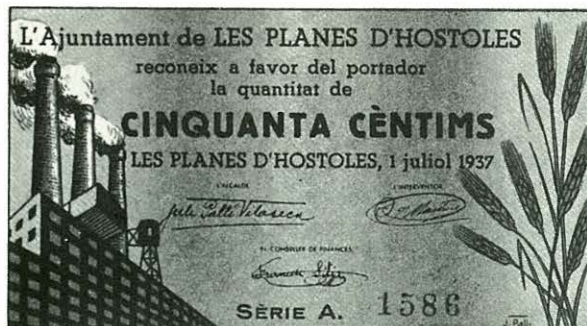 L'Ajuntament de LES PLANES D'HOSTOLES
reconeix a favor del portador
la quantitat de
CINQUANTA CÈNTIMS
LES PLANES D'HOSTOLES, 1 juliol 1937
L'ALCALDE L'INTERVENTOR
EL CONSELLER DE FINANCES
SÈRIE A. 1586